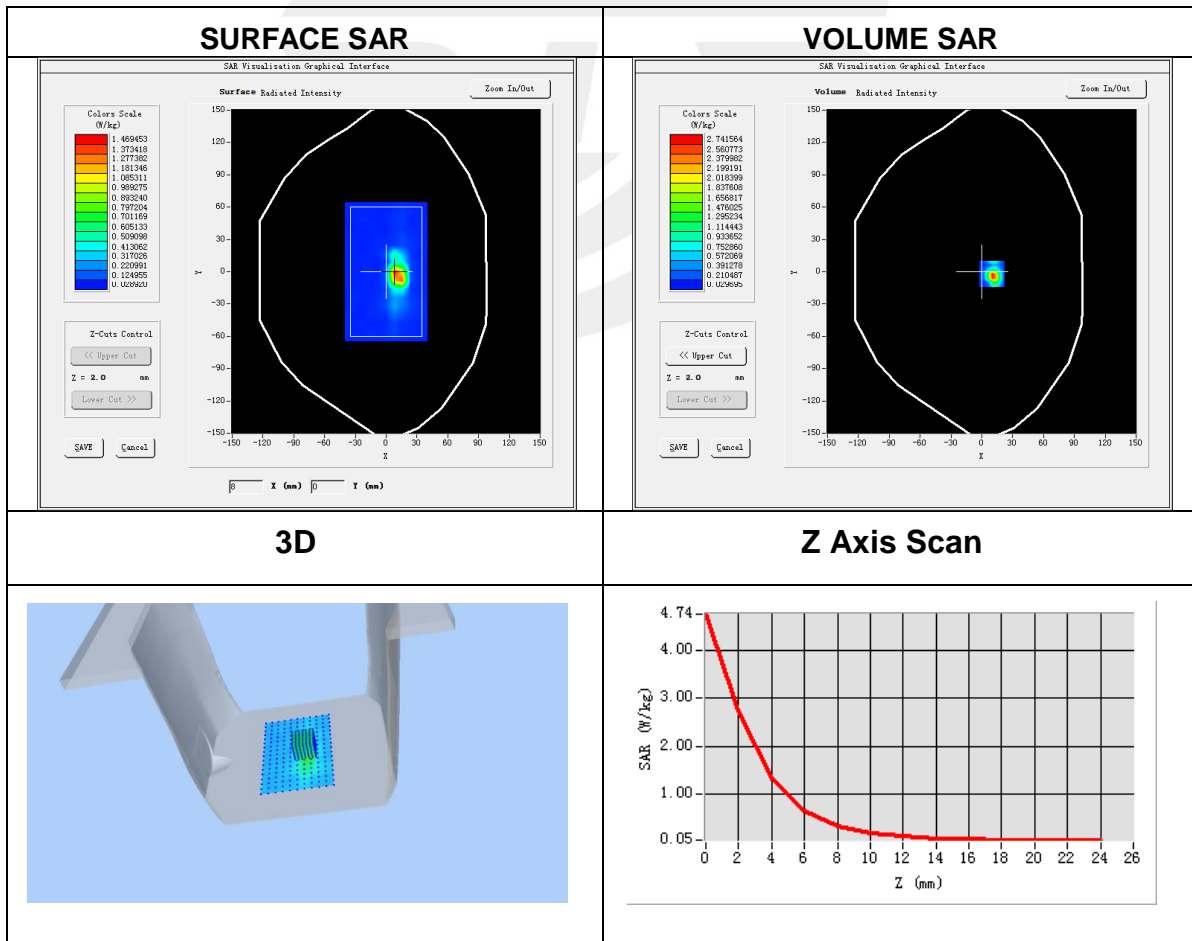 SURFACE SAR
SAR Visualisation Graphical Interface
Surface Radiated Intensity
Zoom In/Out
Colors Scale
(W/kg)
1.469453
1.373418
1.277382
1.181346
1.085311
0.989275
0.893240
0.797204
0.701169
0.605133
0.509098
0.413062
0.317026
0.220991
0.124955
0.028920
Z-Cuts Control
<< Upper Cut
Z = 2.0 mm
Lower Cut >>
SAVE Cancel
150
120
90
60
30
0
-30
-60
-90
-120
-150
Y
-150 -120 -90 -60 -30 0 30 60 90 120 150
X
8 X (mm) 0 Y (mm)
VOLUME SAR
SAR Visualisation Graphical Interface
Volume Radiated Intensity
Zoom In/Out
Colors Scale
(W/kg)
2.741564
2.560773
2.379982
2.199191
2.018399
1.837608
1.656817
1.476025
1.295234
1.114443
0.933652
0.752860
0.572069
0.391278
0.210487
0.029695
Z-Cuts Control
<< Upper Cut
Z = 2.0 mm
Lower Cut >>
SAVE Cancel
150
120
90
60
30
0
-30
-60
-90
-120
-150
Y
-150 -120 -90 -60 -30 0 30 60 90 120 150
X
3D
Z Axis Scan
4.74
4.00
3.00
2.00
1.00
0.05
SAR (W/kg)
0 2 4 6 8 10 12 14 16 18 20 22 24 26
Z (mm)